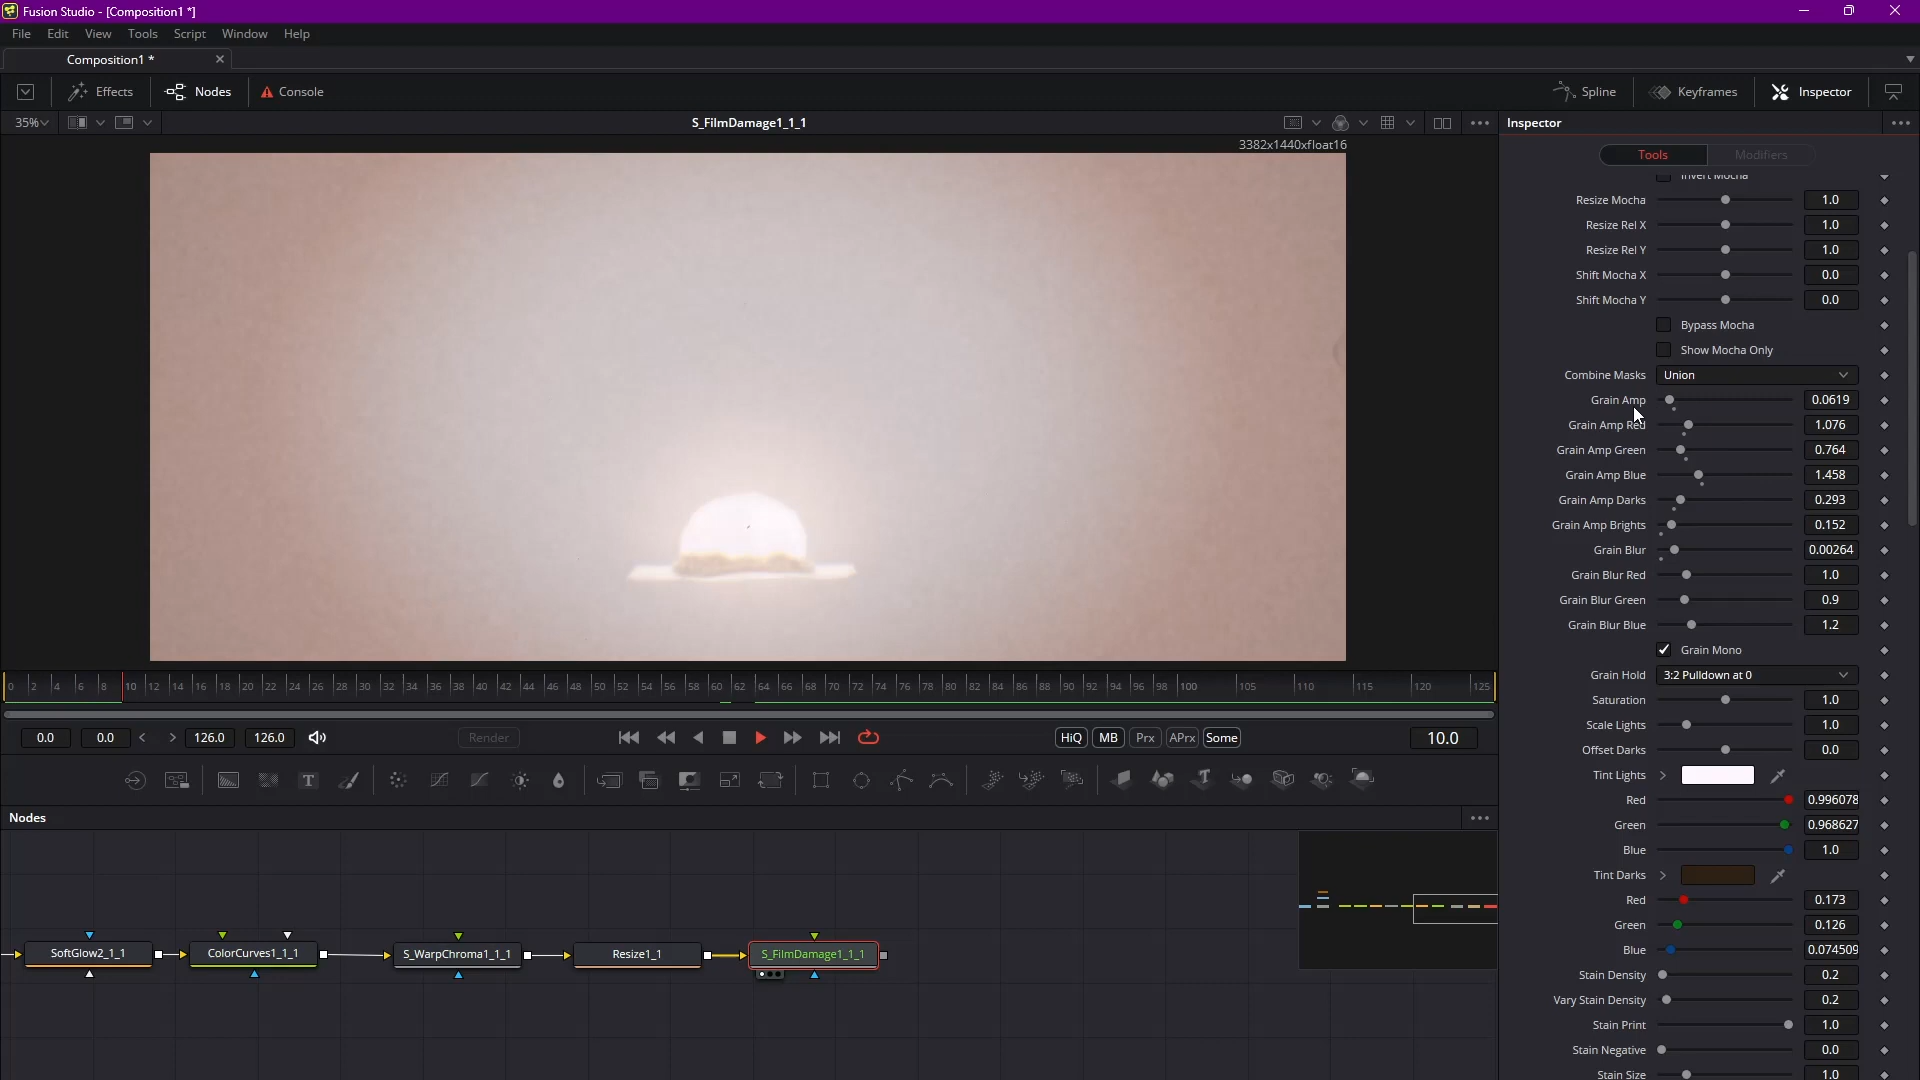 Fusion Studio - [Composition1 *]
File Edit View Tools Script Window Help
Composition1 *
Effects Nodes Console Spline Keyframes Inspector
35% S_FilmDamage1_1_1 Inspector
3382x1440xfloat16
Tools Modifiers
Invert Mocha
Resize Mocha 1.0
Resize Rel X 1.0
Resize Rel Y 1.0
Shift Mocha X 0.0
Shift Mocha Y 0.0
Bypass Mocha
Show Mocha Only
Combine Masks Union
Grain Amp 0.0619
Grain Amp Red 1.076
Grain Amp Green 0.764
Grain Amp Blue 1.458
Grain Amp Darks 0.293
Grain Amp Brights 0.152
Grain Blur 0.00264
Grain Blur Red 1.0
Grain Blur Green 0.9
Grain Blur Blue 1.2
Grain Mono
Grain Hold 3:2 Pulldown at 0
Saturation 1.0
Scale Lights 1.0
Offset Darks 0.0
Tint Lights
Red 0.996078
Green 0.968627
Blue 1.0
Tint Darks
Red 0.173
Green 0.126
Blue 0.074509
Stain Density 0.2
Vary Stain Density 0.2
Stain Print 1.0
Stain Negative 0.0
Stain Size 1.0
0 2 4 6 8 10 12 14 16 18 20 22 24 26 28 30 32 34 36 38 40 42 44 46 48 50 52 54 56 58 60 62 64 66 68 70 72 74 76 78 80 82 84 86 88 90 92 94 96 98 100 105 110 115 120 125
0.0 0.0 < > 126.0 126.0 Render HiQ MB Prx APrx Some 10.0
Nodes
SoftGlow2_1_1 ColorCurves1_1_1 S_WarpChroma1_1_1 Resize1_1 S_FilmDamage1_1_1